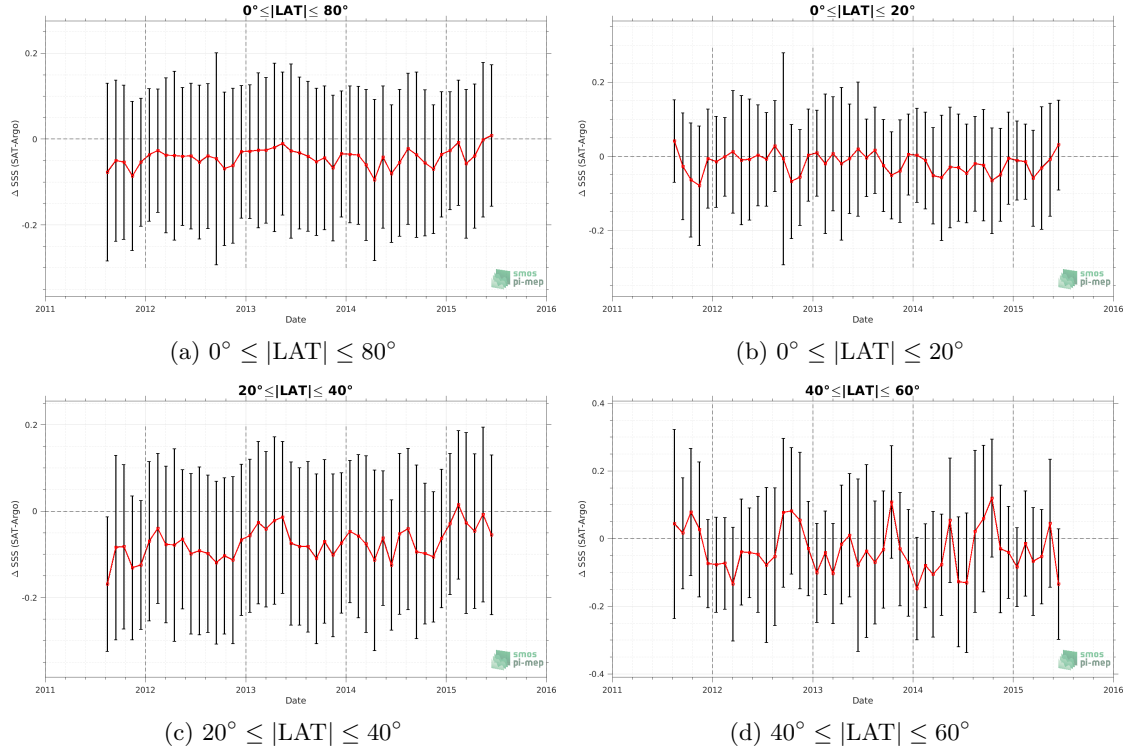 0°≤|LAT|≤ 80°
0.2
0
-0.2
Δ SSS (SAT-Argo)
2011 2012 2013 2014 2015 2016
Date
smos
pi-mep
(a) 0° ≤ |LAT| ≤ 80°
0°≤|LAT|≤ 20°
0.2
0
-0.2
Δ SSS (SAT-Argo)
2011 2012 2013 2014 2015 2016
Date
smos
pi-mep
(b) 0° ≤ |LAT| ≤ 20°
20°≤|LAT|≤ 40°
0.2
0
-0.2
Δ SSS (SAT-Argo)
2011 2012 2013 2014 2015 2016
Date
smos
pi-mep
(c) 20° ≤ |LAT| ≤ 40°
40°≤|LAT|≤ 60°
0.4
0.2
0
-0.2
-0.4
Δ SSS (SAT-Argo)
2011 2012 2013 2014 2015 2016
Date
smos
pi-mep
(d) 40° ≤ |LAT| ≤ 60°